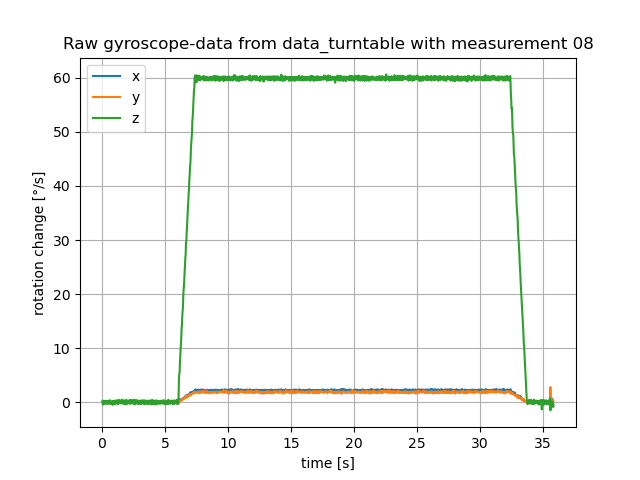 Raw gyroscope-data from data_turntable with measurement 08
x
y
z
60
50
40
30
20
10
0
rotation change [°/s]
0 5 10 15 20 25 30 35
time [s]